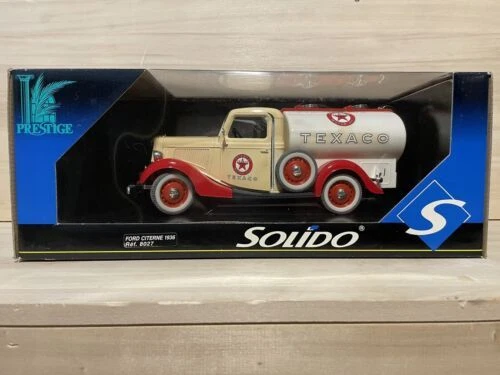 PRESTIGE
TEXACO
TEXACO
FORD CITERNE 1936
Réf. 8027
SOLIDO®
S